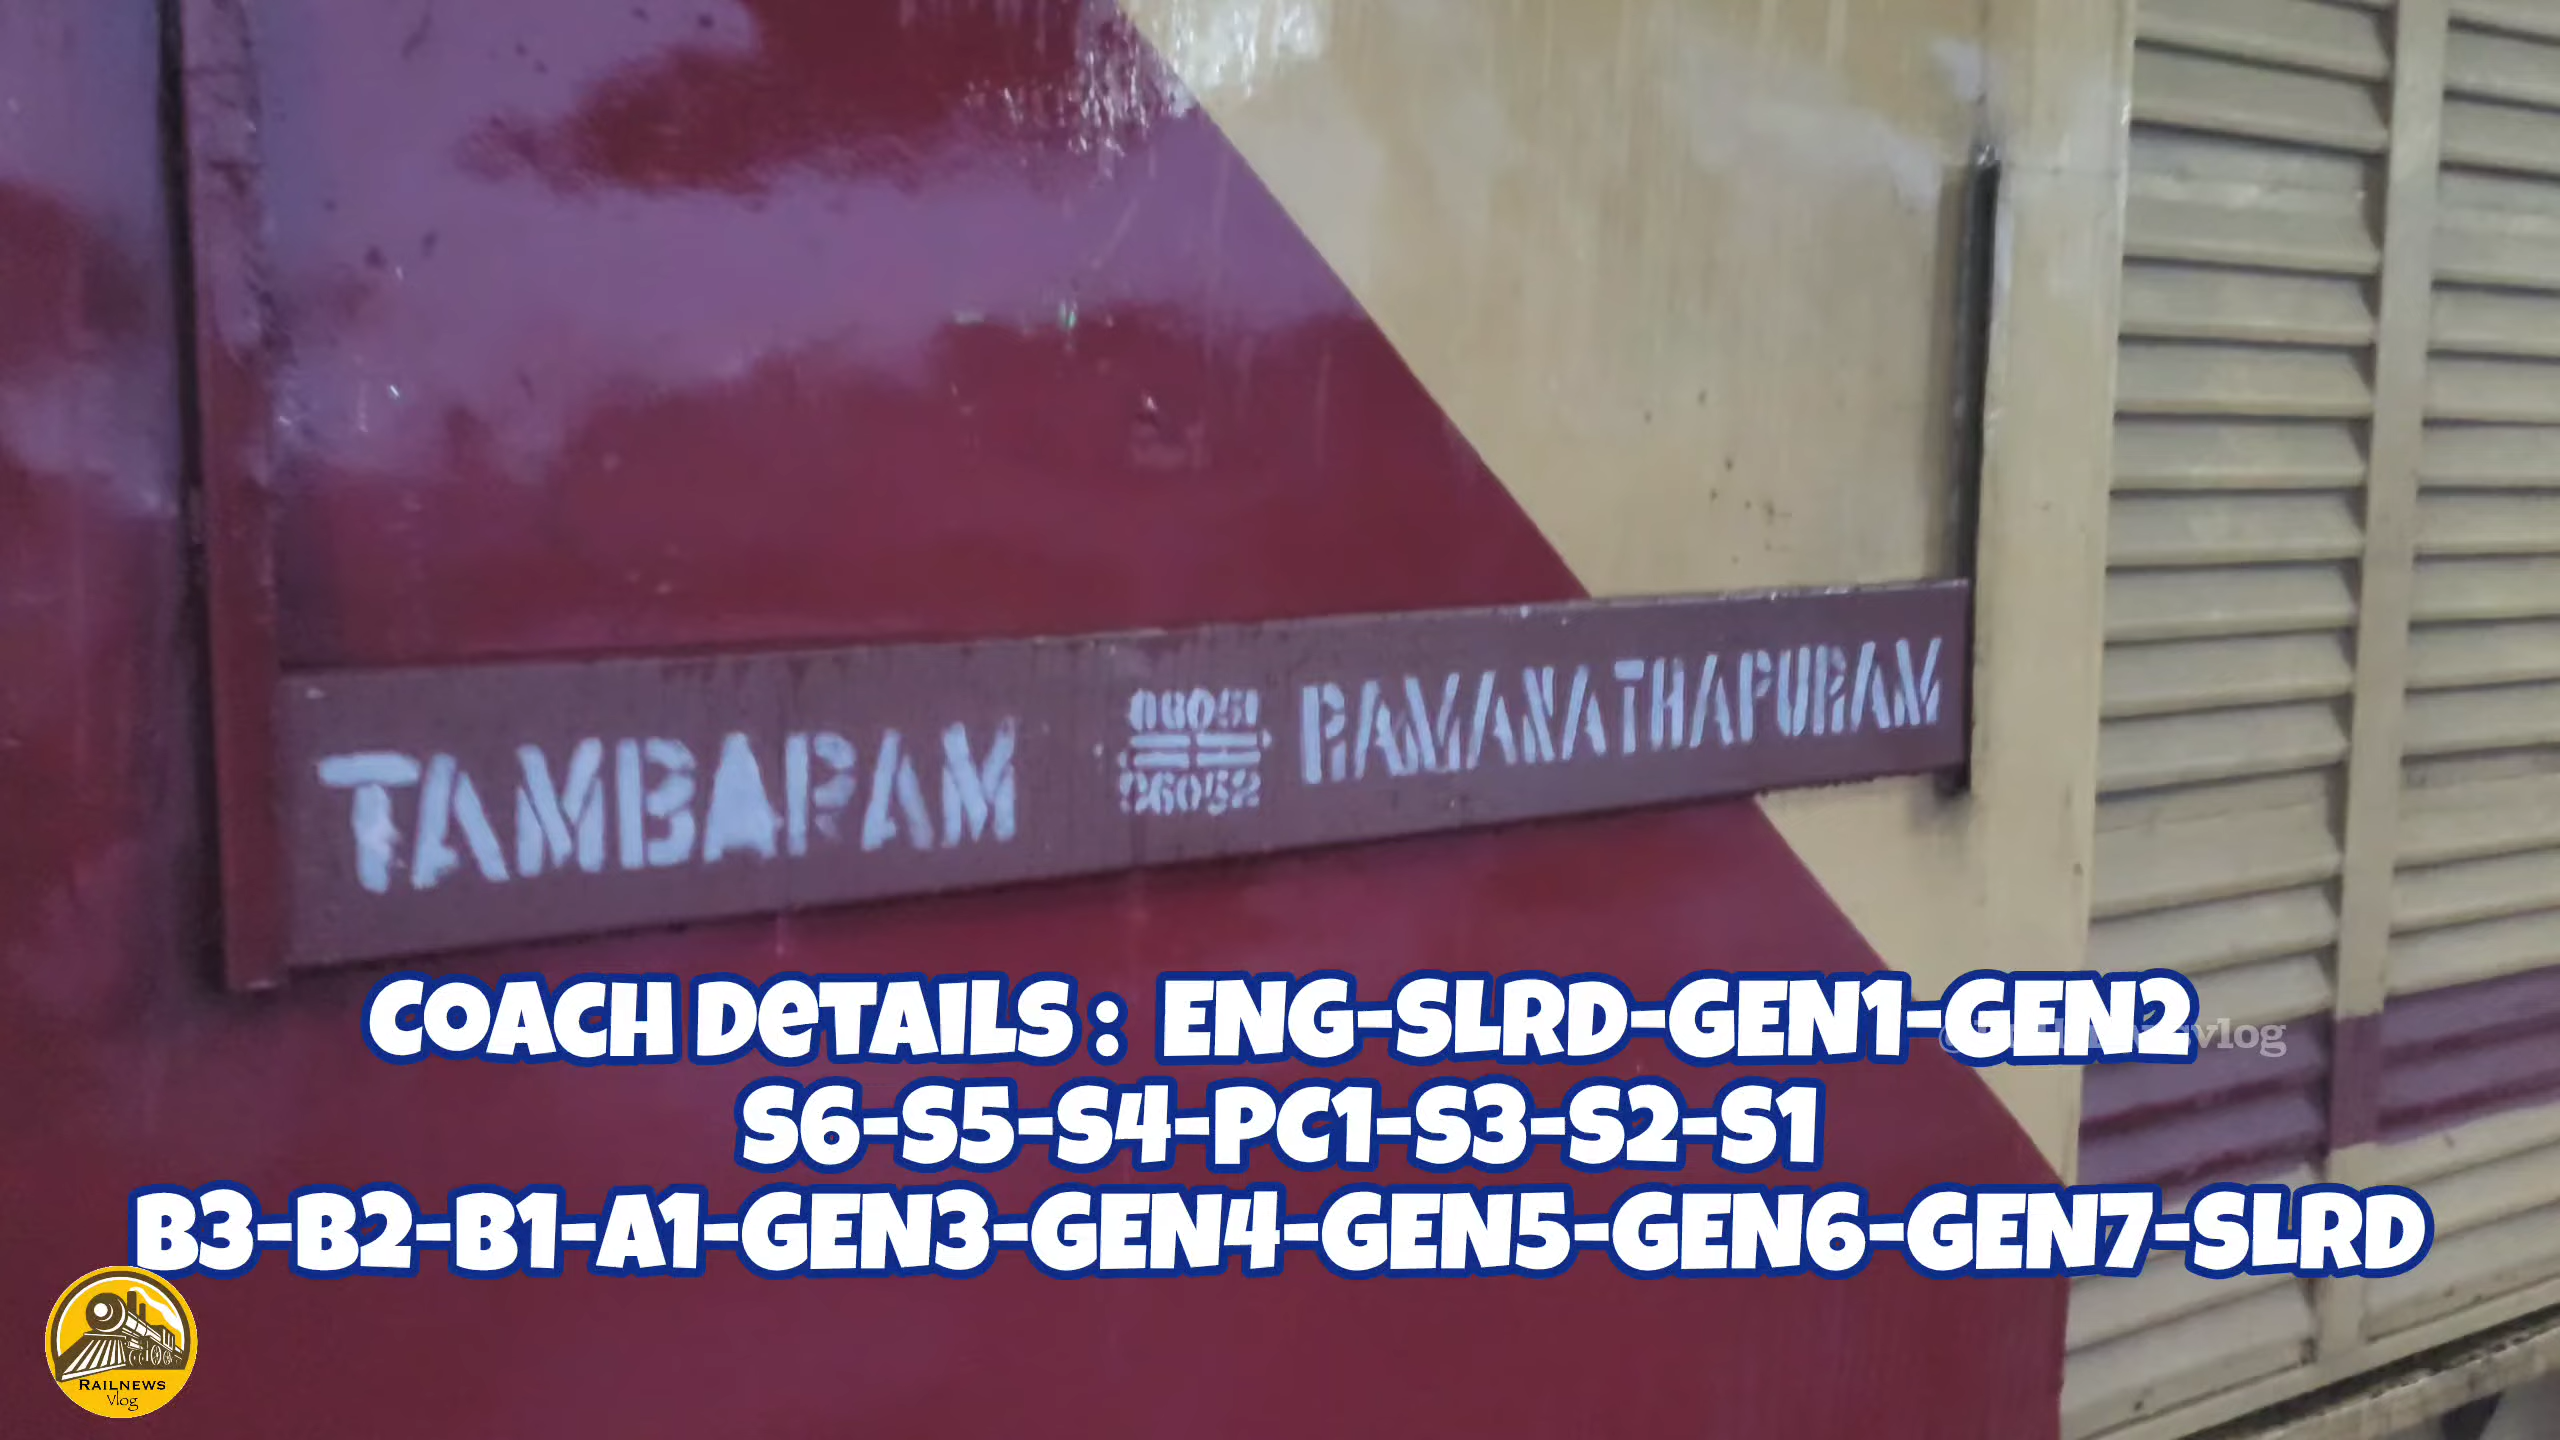 TAMBARAM 06051 RAMANATHAPURAM
06052
COACH DETAILS : ENG-SLRD-GEN1-GEN2
S6-S5-S4-PC1-S3-S2-S1
B3-B2-B1-A1-GEN3-GEN4-GEN5-GEN6-GEN7-SLRD
RAILNEWS
Vlog